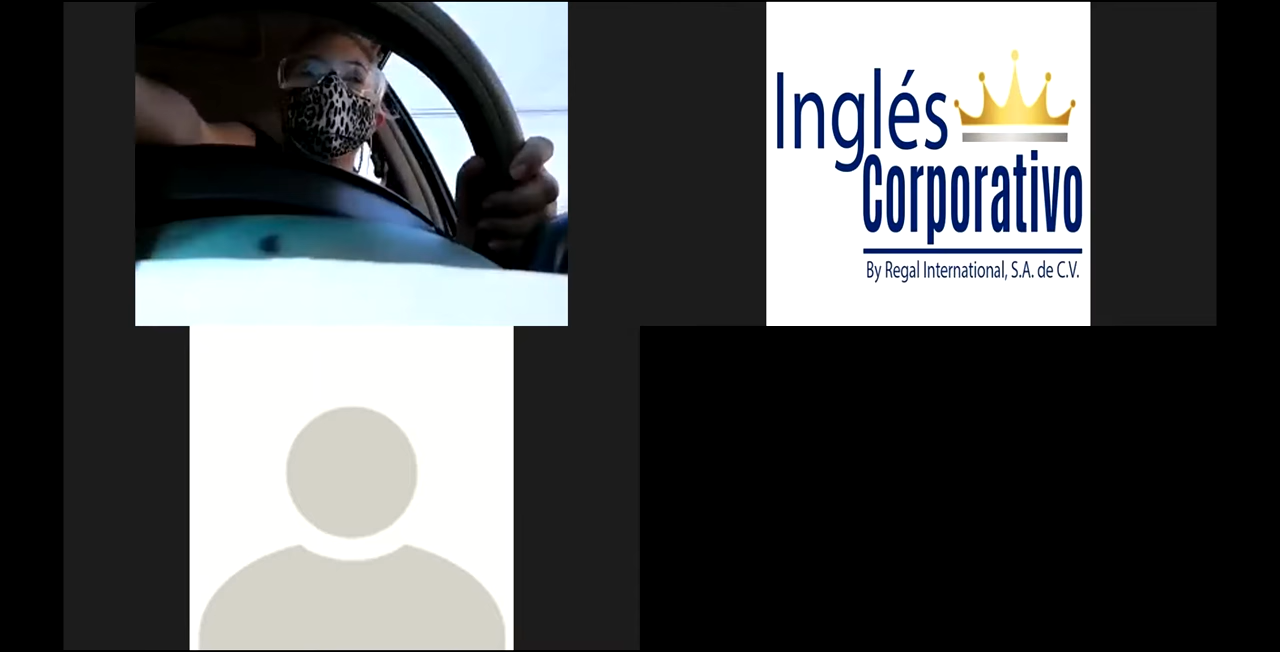 Inglés
Corporativo
By Regal International, S.A. de C.V.